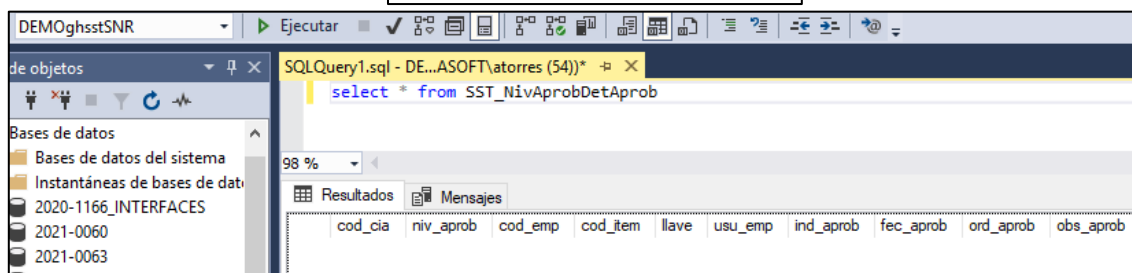 DEMOghsstSNR Ejecutar
de objetos SQLQuery1.sql - DE...ASOFT\atorres (54))*
select * from SST_NivAprobDetAprob
Bases de datos
Bases de datos del sistema
98 %
Instantáneas de bases de dat
Resultados Mensajes
2020-1166_INTERFACES
cod_cia niv_aprob cod_emp cod_item llave usu_emp ind_aprob fec_aprob ord_aprob obs_aprob
2021-0060
2021-0063